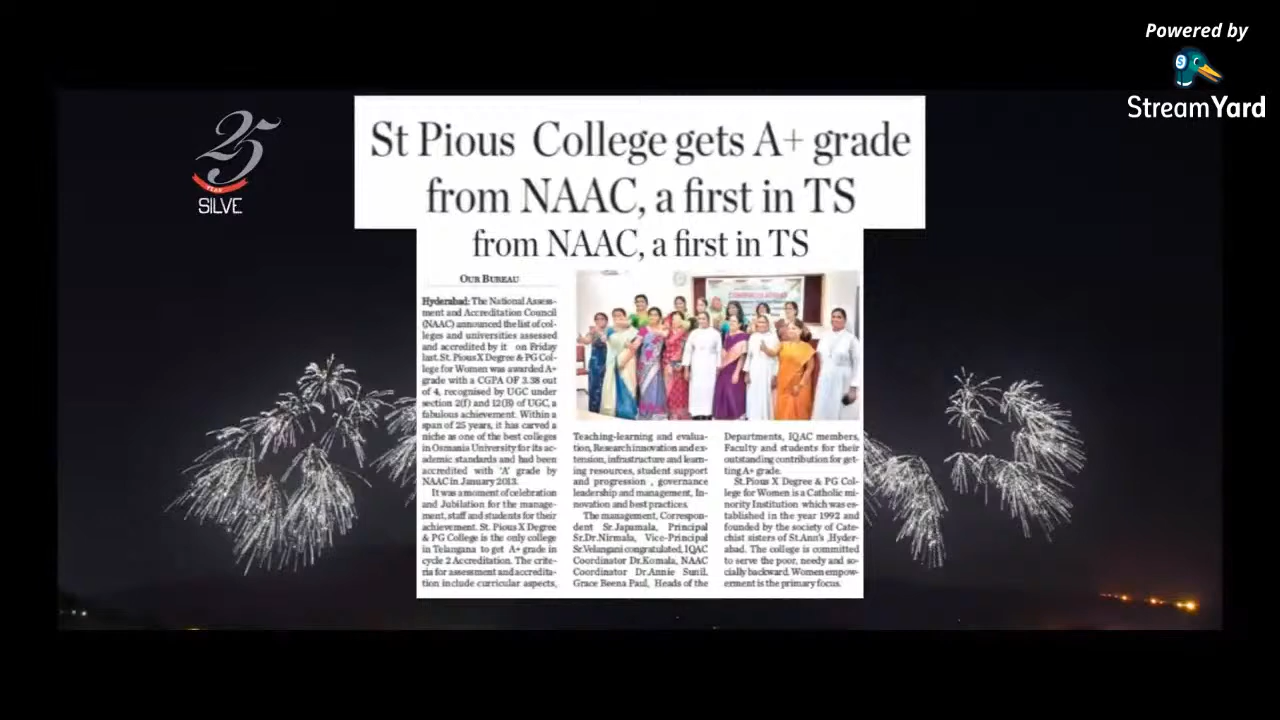 Powered by
StreamYard
25
YEAR
SILVE
St Pious College gets A+ grade
from NAAC, a first in TS
from NAAC, a first in TS
OUR BUREAU
Hyderabad: The National Assess-
ment and Accreditation Council
(NAAC) announced the list of col-
leges and universities assessed
and accredited by it on Friday
last. St. Pious X Degree & PG Col-
lege for Women was awarded A+
grade with a CGPA OF 3.38 out
of 4, recognised by UGC under
section 2(f) and 12(B) of UGC, a
fabulous achievement. Within a
span of 25 years, it has carved a
niche as one of the best colleges
in Osmania University for its ac-
ademic standards and had been
accredited with 'A' grade by
NAAC in January 2013.
It was a moment of celebration
and Jubilation for the manage-
ment, staff and students for their
achievement. St. Pious X Degree
& PG College is the only college
in Telangana to get A+ grade in
cycle 2 Accreditation. The crite-
ria for assessment and accredita-
tion include curricular aspects,
Teaching-learning and evalua-
tion, Research innovation and ex-
tension, infrastructure and learn-
ing resources, student support
and progression , governance
leadership and management, In-
novation and best practices.
The management, Correspon-
dent Sr.Japamala, Principal
Sr.Dr.Nirmala, Vice-Principal
Sr.Velangani congratulated, IQAC
Coordinator Dr.Komala, NAAC
Coordinator Dr.Annie Sunil,
Grace Beena Paul, Heads of the
Departments, IQAC members,
Faculty and students for their
outstanding contribution for get-
ting A+ grade.
St.Pious X Degree & PG Col-
lege for Women is a Catholic mi-
nority Institution which was es-
tablished in the year 1992 and
founded by the society of Cate-
chist sisters of St.Ann's ,Hyder-
abad. The college is committed
to serve the poor, needy and so-
cially backward. Women empow-
erment is the primary focus.